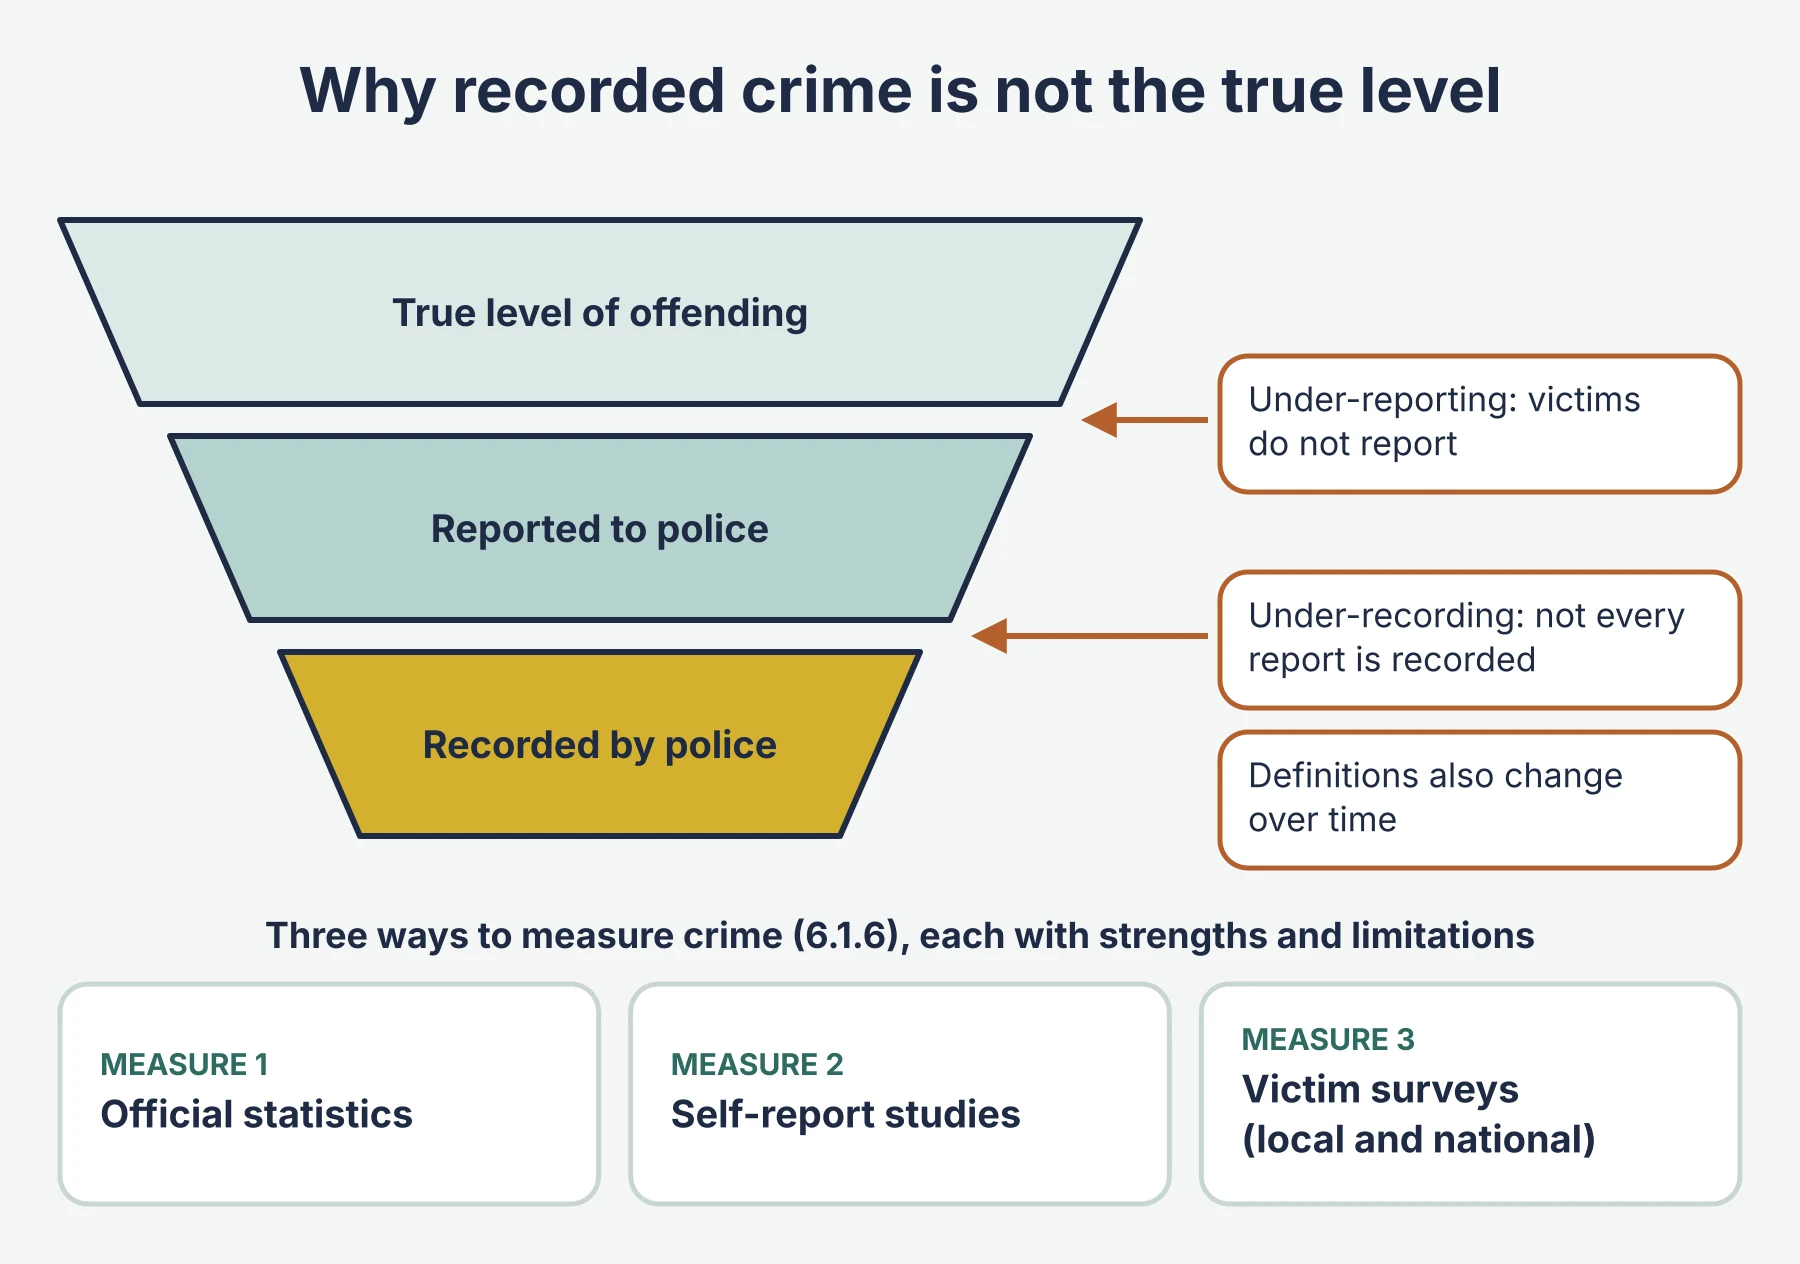 Why recorded crime is not the true level
True level of offending
Under-reporting: victims
do not report
Reported to police
Under-recording: not every
report is recorded
Recorded by police
Definitions also change
over time
Three ways to measure crime (6.1.6), each with strengths and limitations
MEASURE 1
Official statistics
MEASURE 2
Self-report studies
MEASURE 3
Victim surveys
(local and national)